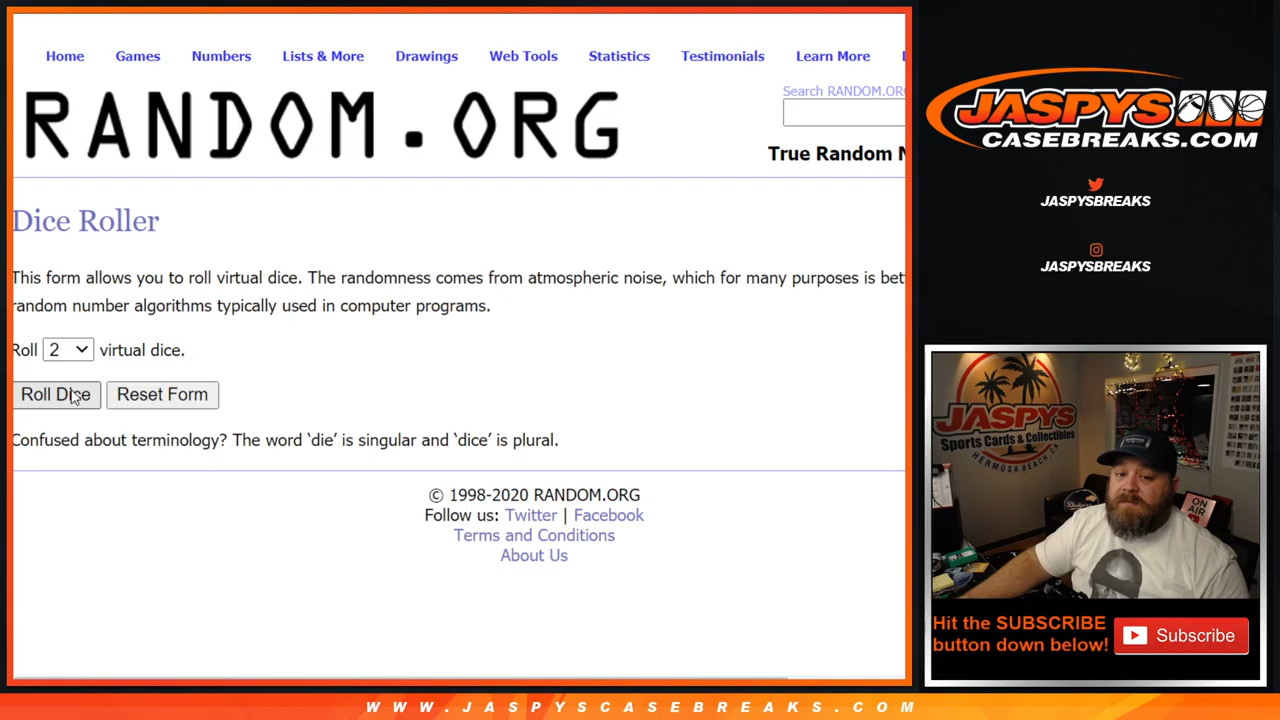 Home Games Numbers Lists & More Drawings Web Tools Statistics Testimonials Learn More
RANDOM.ORG
Search RANDOM.ORG
True Random N
Dice Roller
This form allows you to roll virtual dice. The randomness comes from atmospheric noise, which for many purposes is bet
random number algorithms typically used in computer programs.
Roll 2 virtual dice.
Roll Dice Reset Form
Confused about terminology? The word ‘die’ is singular and ‘dice’ is plural.
© 1998-2020 RANDOM.ORG
Follow us: Twitter | Facebook
Terms and Conditions
About Us
JASPYS
CASEBREAKS.COM
JASPYSBREAKS
JASPYSBREAKS
JASPYS
Sports Cards & Collectibles
HERMOSA BEACH, CA
ON
AIR
Dodgers
Hit the SUBSCRIBE
button down below!
Subscribe
WWW.JASPYSCASEBREAKS.COM